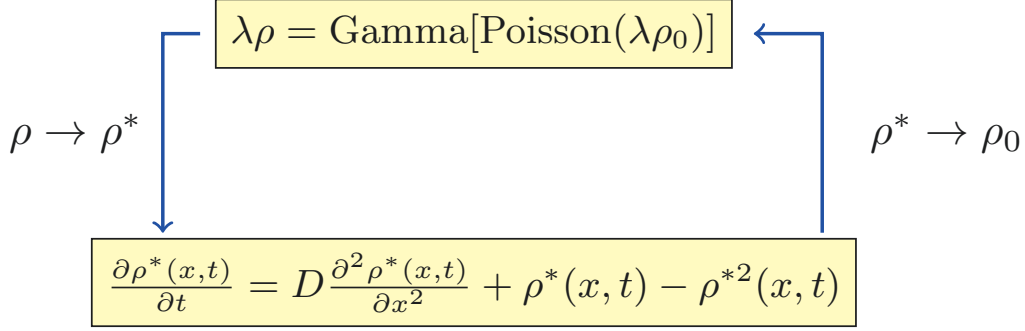 λρ = Gamma[Poisson(λρ₀)]
ρ → ρ*
ρ* → ρ₀
∂ρ*(x,t)/∂t = D ∂²ρ*(x,t)/∂x² + ρ*(x, t) − ρ*²(x, t)